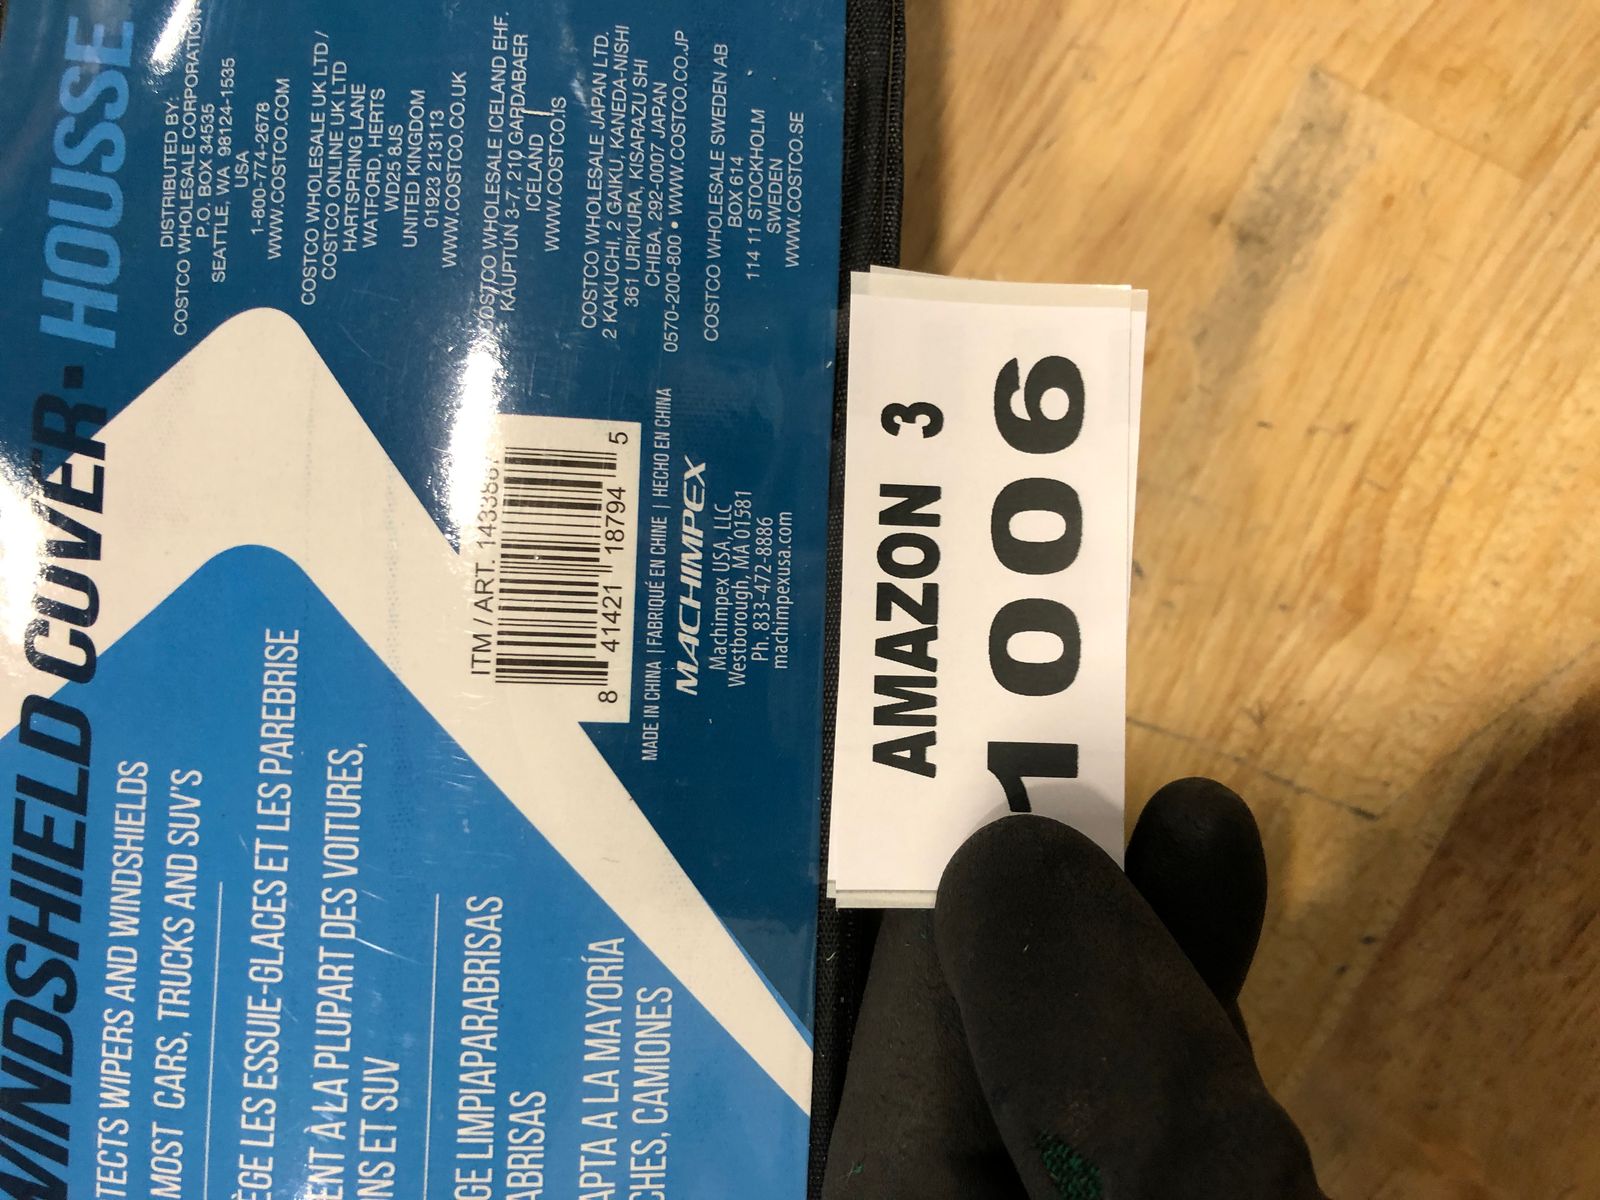 WINDSHIELD COVER · HOUSSE
TECTS WIPERS AND WINDSHIELDS
MOST CARS, TRUCKS AND SUV'S
ÈGE LES ESSUIE-GLACES ET LES PAREBRISE
ENT À LA PLUPART DES VOITURES,
NS ET SUV
GE LIMPIAPARABRISAS
ABRISAS
APTA A LA MAYORÍA
CHES, CAMIONES
DISTRIBUTED BY:
COSTCO WHOLESALE CORPORATION
P.O. BOX 34535
SEATTLE, WA 98124-1535
USA
1-800-774-2678
WWW.COSTCO.COM
COSTCO WHOLESALE UK LTD /
COSTCO ONLINE UK LTD
HARTSPRING LANE
WATFORD, HERTS
WD25 8JS
UNITED KINGDOM
01923 213113
WWW.COSTCO.CO.UK
COSTCO WHOLESALE ICELAND EHF.
KAUPTÚN 3-7, 210 GARDABAER
ICELAND
WWW.COSTCO.IS
COSTCO WHOLESALE JAPAN LTD.
2 KAKUCHI, 2 GAIKU, KANEDA-NISHI
361 URIKURA, KISARAZU SHI
CHIBA, 292-0007 JAPAN
0570-200-800 • WWW.COSTCO.CO.JP
COSTCO WHOLESALE SWEDEN AB
BOX 614
114 11 STOCKHOLM
SWEDEN
WWW.COSTCO.SE
ITM / ART.
8 41421 18794 5
MADE IN CHINA | FABRIQUÉ EN CHINE | HECHO EN CHINA
MACHIMPEX
Machimpex USA, LLC
Westborough, MA 01581
Ph. 833-472-8886
machimpexusa.com
AMAZON 3
1006